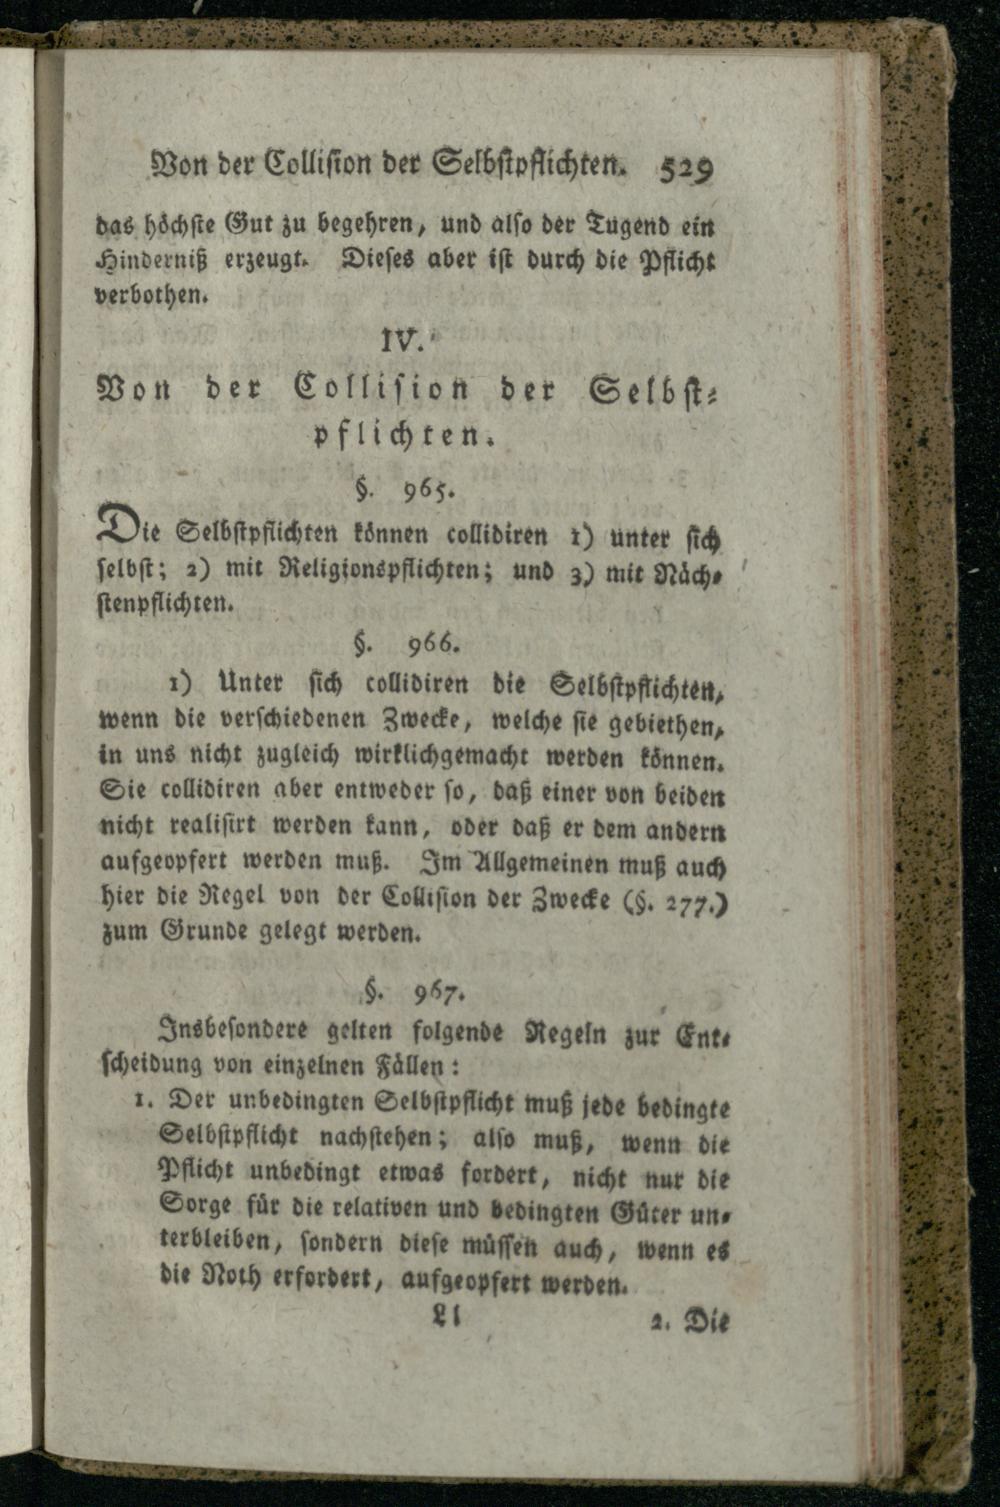 Von der Collision der Selbstpflichten. 529
das höchste Gut zu begehren, und also der Tugend ein
Hinderniß erzeugt. Dieses aber ist durch die Pflicht
verbothen.
IV.
Von der Collision der Selbst-
pflichten.
§. 965.
Die Selbstpflichten können collidiren 1) unter sich
selbst; 2) mit Religionspflichten; und 3) mit Näch-
stenpflichten.
§. 966.
1) Unter sich collidiren die Selbstpflichten,
wenn die verschiedenen Zwecke, welche sie gebiethen,
in uns nicht zugleich wirklichgemacht werden können.
Sie collidiren aber entweder so, daß einer von beiden
nicht realisirt werden kann, oder daß er dem andern
aufgeopfert werden muß. Im Allgemeinen muß auch
hier die Regel von der Collision der Zwecke (§. 277.)
zum Grunde gelegt werden.
§. 967.
Insbesondere gelten folgende Regeln zur Ent-
scheidung von einzelnen Fällen:
1. Der unbedingten Selbstpflicht muß jede bedingte
Selbstpflicht nachstehen; also muß, wenn die
Pflicht unbedingt etwas fordert, nicht nur die
Sorge für die relativen und bedingten Güter un-
terbleiben, sondern diese müssen auch, wenn es
die Noth erfordert, aufgeopfert werden.
Ll 2. Die